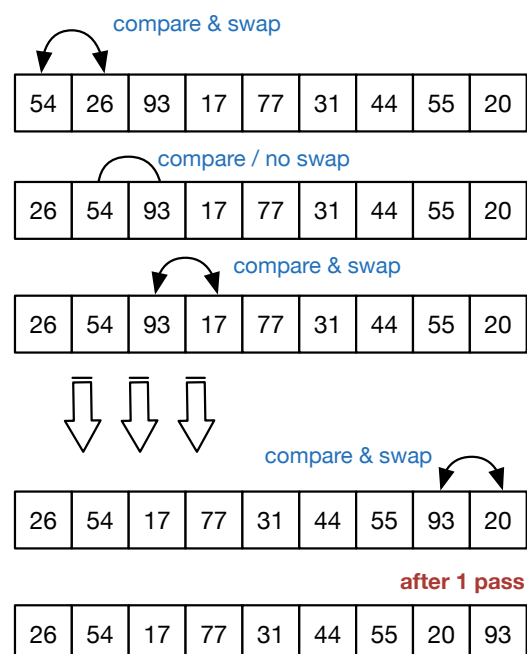 compare & swap
54 26 93 17 77 31 44 55 20
compare / no swap
26 54 93 17 77 31 44 55 20
compare & swap
26 54 93 17 77 31 44 55 20
compare & swap
26 54 17 77 31 44 55 93 20
after 1 pass
26 54 17 77 31 44 55 20 93